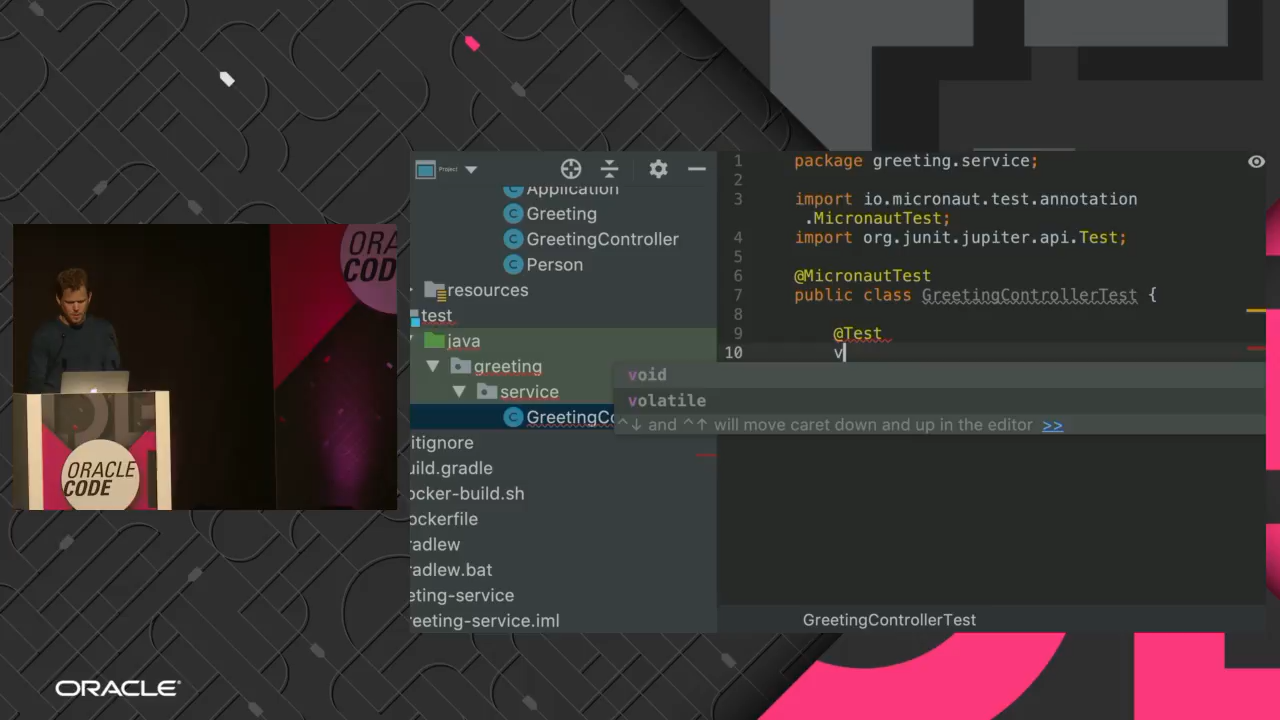 ORA
COD
ORACLE
CODE
ORACLE
Project
Application
Greeting
GreetingController
Person
resources
test
java
greeting
service
GreetingCo
itignore
uild.gradle
ocker-build.sh
ockerfile
radlew
radlew.bat
eting-service
reeting-service.iml
1 package greeting.service;
2
3 import io.micronaut.test.annotation
.MicronautTest;
4 import org.junit.jupiter.api.Test;
5
6 @MicronautTest
7 public class GreetingControllerTest {
8
9 @Test
10 v
void
volatile
^↓ and ^↑ will move caret down and up in the editor >>
GreetingControllerTest